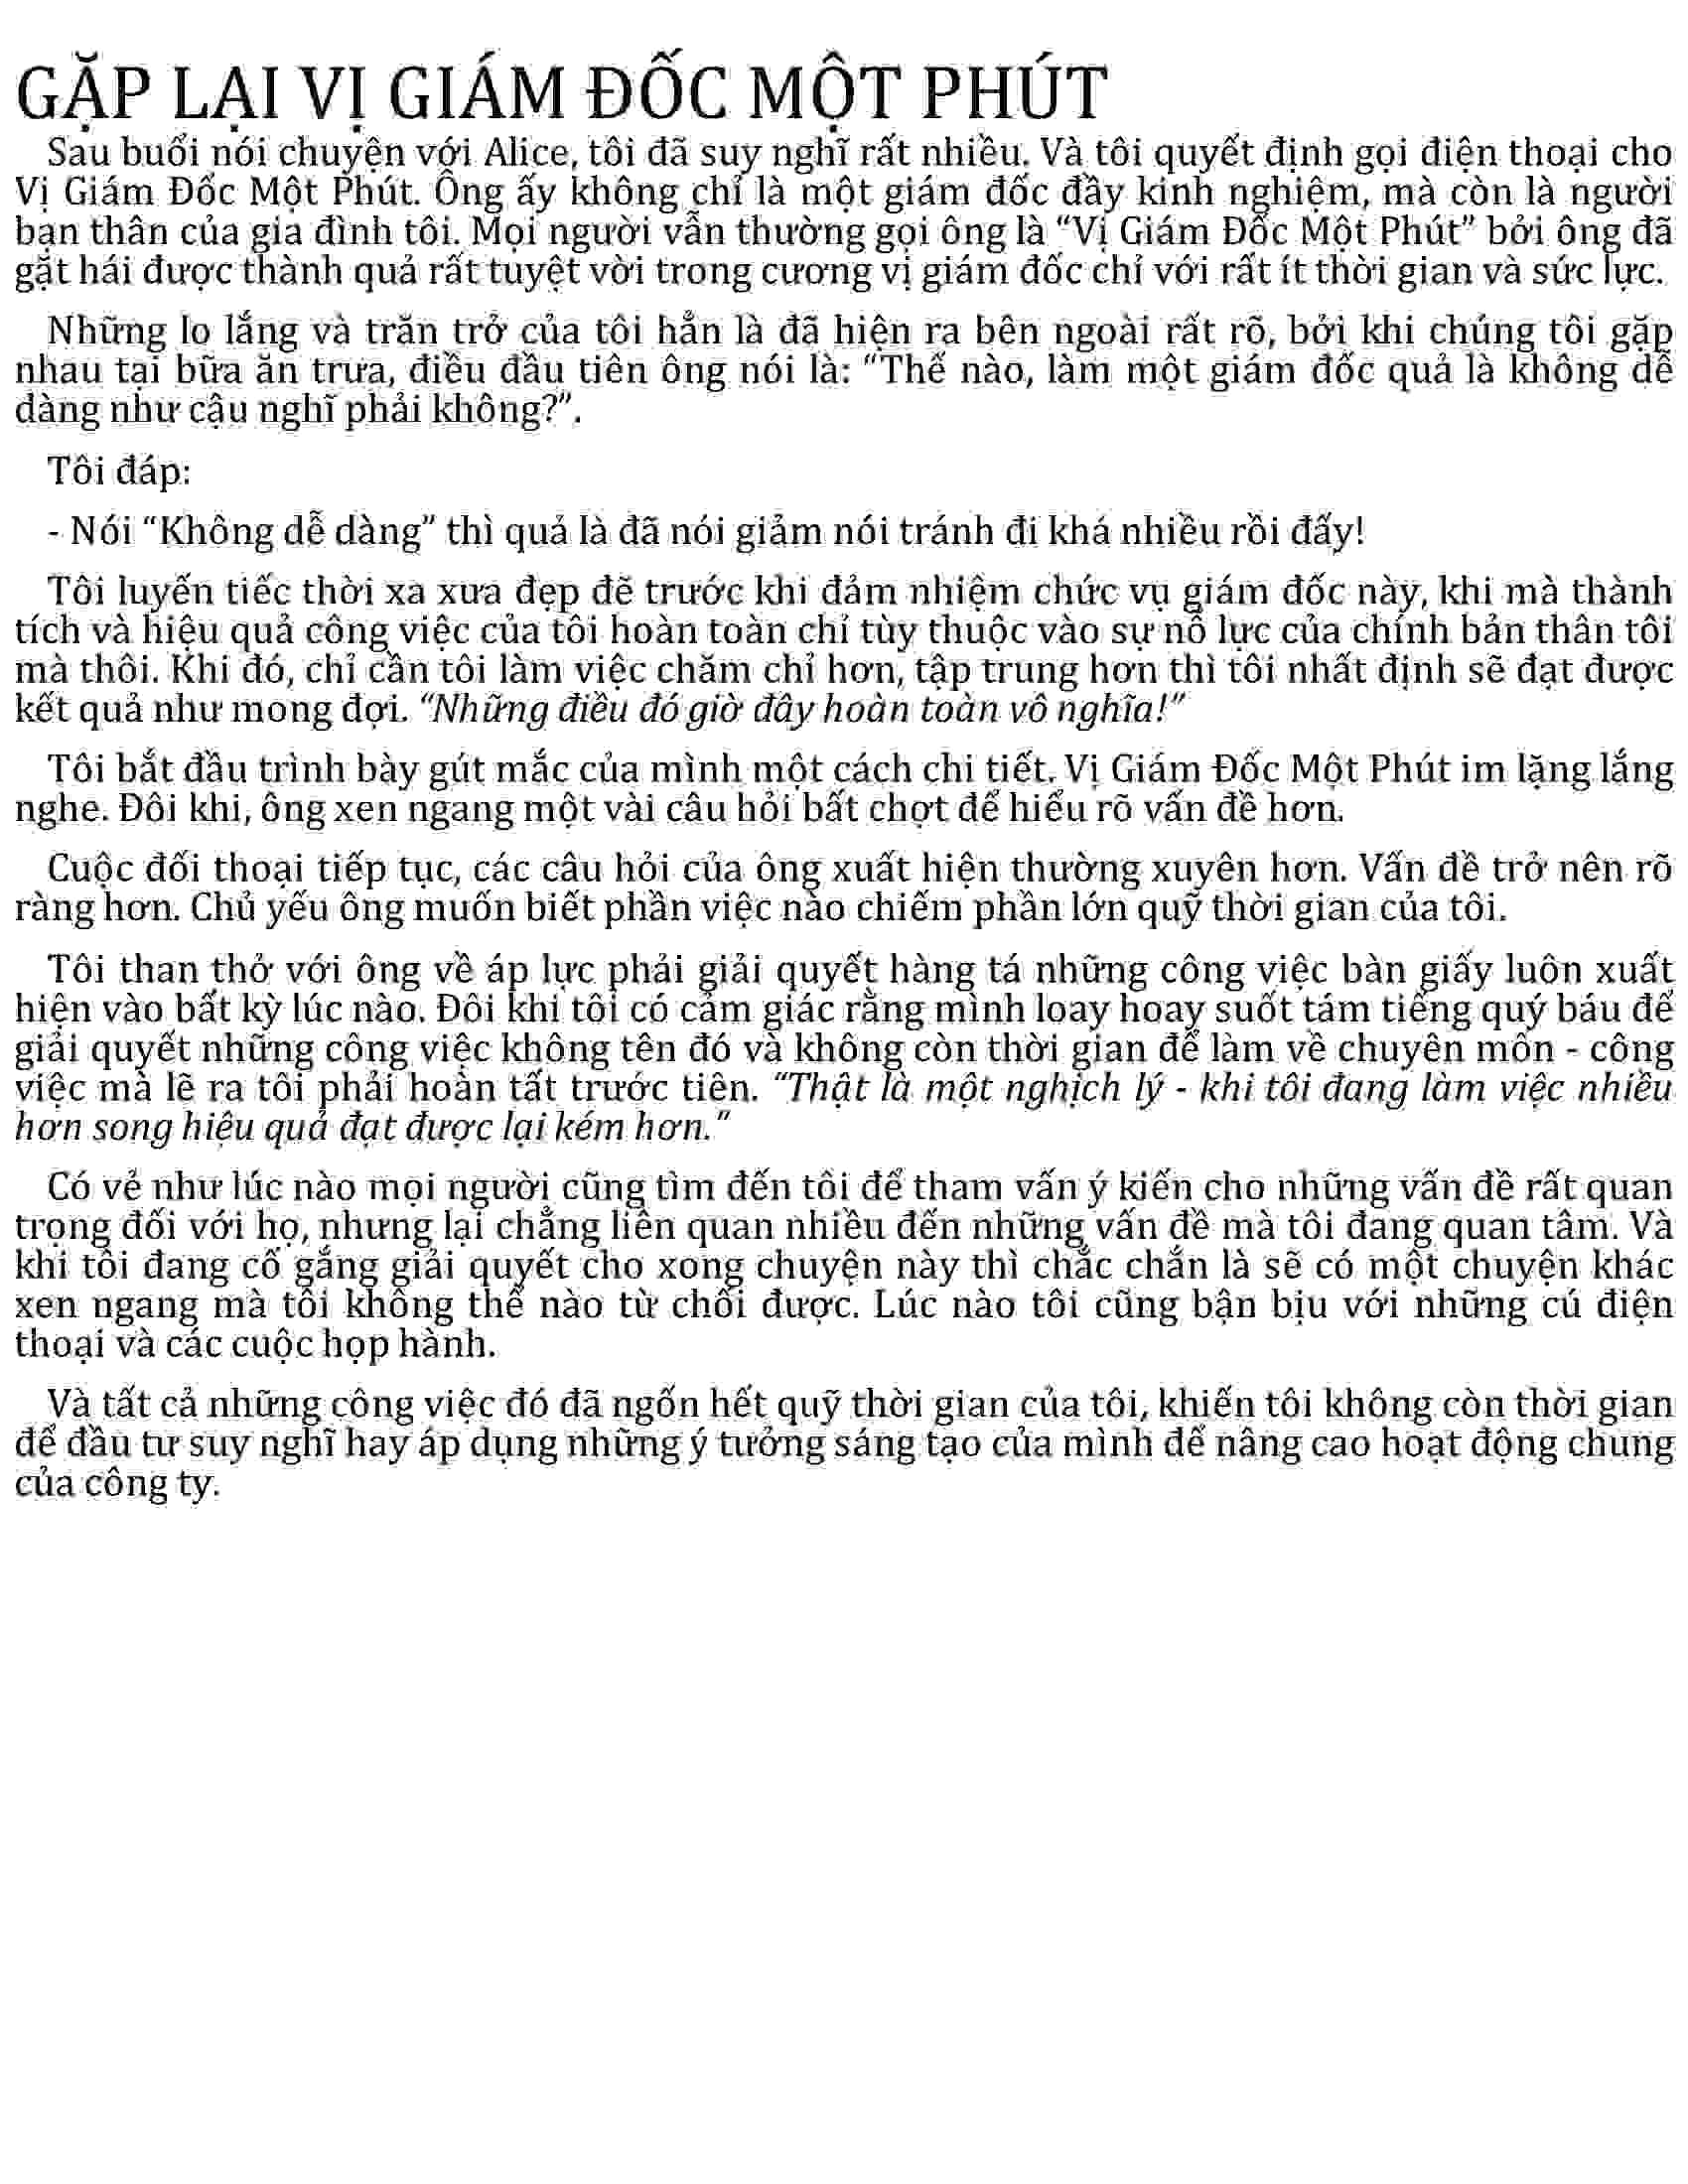 GẶP LẠI VỊ GIÁM ĐỐC MỘT PHÚT
Sau buổi nói chuyện với Alice, tôi đã suy nghĩ rất nhiều. Và tôi quyết định gọi điện thoại cho
Vị Giám Đốc Một Phút. Ông ấy không chỉ là một giám đốc đầy kinh nghiệm, mà còn là người
bạn thân của gia đình tôi. Mọi người vẫn thường gọi ông là “Vị Giám Đốc Một Phút” bởi ông đã
gặt hái được thành quả rất tuyệt vời trong cương vị giám đốc chỉ với rất ít thời gian và sức lực.
Những lo lắng và trăn trở của tôi hẳn là đã hiện ra bên ngoài rất rõ, bởi khi chúng tôi gặp
nhau tại bữa ăn trưa, điều đầu tiên ông nói là: “Thế nào, làm một giám đốc quả là không dễ
dàng như cậu nghĩ phải không?”.
Tôi đáp:
- Nói “Không dễ dàng” thì quả là đã nói giảm nói tránh đi khá nhiều rồi đấy!
Tôi luyến tiếc thời xa xưa đẹp đẽ trước khi đảm nhiệm chức vụ giám đốc này, khi mà thành
tích và hiệu quả công việc của tôi hoàn toàn chỉ tùy thuộc vào sự nỗ lực của chính bản thân tôi
mà thôi. Khi đó, chỉ cần tôi làm việc chăm chỉ hơn, tập trung hơn thì tôi nhất định sẽ đạt được
kết quả như mong đợi. “Những điều đó giờ đây hoàn toàn vô nghĩa!”
Tôi bắt đầu trình bày gút mắc của mình một cách chi tiết. Vị Giám Đốc Một Phút im lặng lắng
nghe. Đôi khi, ông xen ngang một vài câu hỏi bất chợt để hiểu rõ vấn đề hơn.
Cuộc đối thoại tiếp tục, các câu hỏi của ông xuất hiện thường xuyên hơn. Vấn đề trở nên rõ
ràng hơn. Chủ yếu ông muốn biết phần việc nào chiếm phần lớn quỹ thời gian của tôi.
Tôi than thở với ông về áp lực phải giải quyết hàng tá những công việc bàn giấy luôn xuất
hiện vào bất kỳ lúc nào. Đôi khi tôi có cảm giác rằng mình loay hoay suốt tám tiếng quý báu để
giải quyết những công việc không tên đó và không còn thời gian để làm về chuyên môn - công
việc mà lẽ ra tôi phải hoàn tất trước tiên. “Thật là một nghịch lý - khi tôi đang làm việc nhiều
hơn song hiệu quả đạt được lại kém hơn.”
Có vẻ như lúc nào mọi người cũng tìm đến tôi để tham vấn ý kiến cho những vấn đề rất quan
trọng đối với họ, nhưng lại chẳng liên quan nhiều đến những vấn đề mà tôi đang quan tâm. Và
khi tôi đang cố gắng giải quyết cho xong chuyện này thì chắc chắn là sẽ có một chuyện khác
xen ngang mà tôi không thể nào từ chối được. Lúc nào tôi cũng bận bịu với những cú điện
thoại và các cuộc họp hành.
Và tất cả những công việc đó đã ngốn hết quỹ thời gian của tôi, khiến tôi không còn thời gian
để đầu tư suy nghĩ hay áp dụng những ý tưởng sáng tạo của mình để nâng cao hoạt động chung
của công ty.